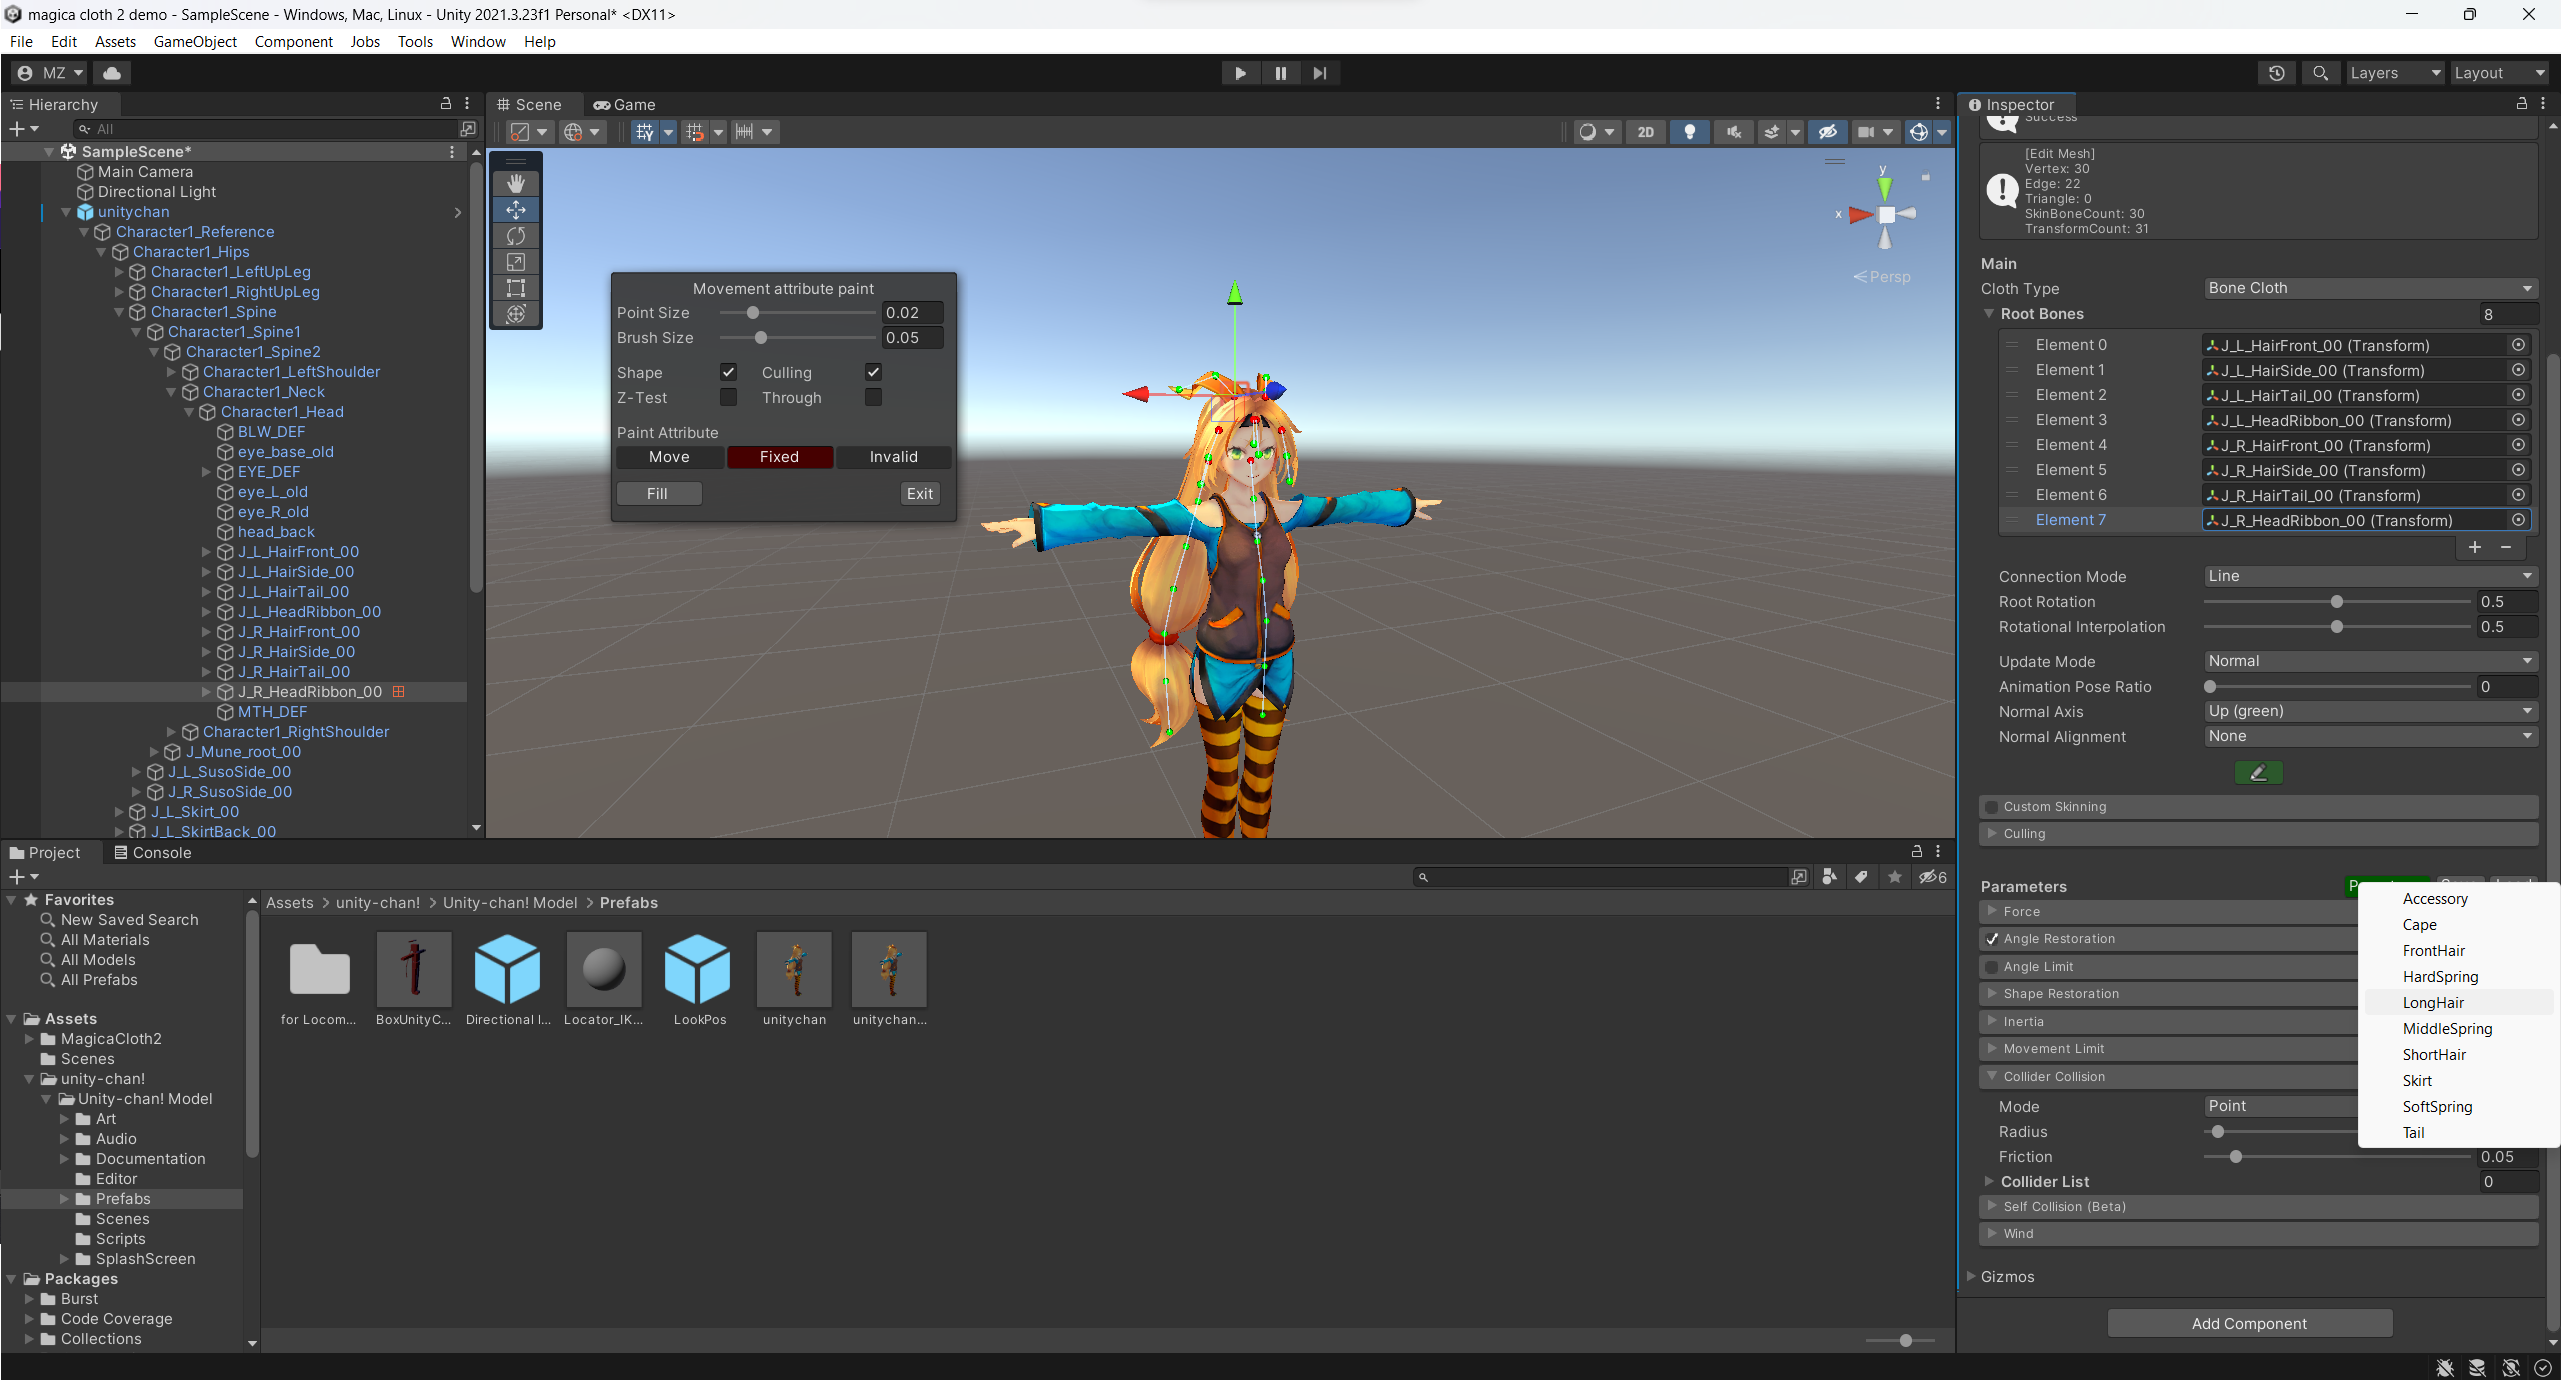 magica cloth 2 demo - SampleScene - Windows, Mac, Linux - Unity 2021.3.23f1 Personal* <DX11>
File Edit Assets GameObject Component Jobs Tools Window Help
MZ
Layers Layout
Hierarchy
All
SampleScene*
Main Camera
Directional Light
unitychan
Character1_Reference
Character1_Hips
Character1_LeftUpLeg
Character1_RightUpLeg
Character1_Spine
Character1_Spine1
Character1_Spine2
Character1_LeftShoulder
Character1_Neck
Character1_Head
BLW_DEF
eye_base_old
EYE_DEF
eye_L_old
eye_R_old
head_back
J_L_HairFront_00
J_L_HairSide_00
J_L_HairTail_00
J_L_HeadRibbon_00
J_R_HairFront_00
J_R_HairSide_00
J_R_HairTail_00
J_R_HeadRibbon_00
MTH_DEF
Character1_RightShoulder
J_Mune_root_00
J_L_SusoSide_00
J_R_SusoSide_00
J_L_Skirt_00
J_L_SkirtBack_00
Scene Game
2D
y
x
Persp
Movement attribute paint
Point Size 0.02
Brush Size 0.05
Shape Culling
Z-Test Through
Paint Attribute
Move Fixed Invalid
Fill Exit
Inspector
Success
[Edit Mesh]
Vertex: 30
Edge: 22
Triangle: 0
SkinBoneCount: 30
TransformCount: 31
Main
Cloth Type Bone Cloth
Root Bones 8
Element 0 J_L_HairFront_00 (Transform)
Element 1 J_L_HairSide_00 (Transform)
Element 2 J_L_HairTail_00 (Transform)
Element 3 J_L_HeadRibbon_00 (Transform)
Element 4 J_R_HairFront_00 (Transform)
Element 5 J_R_HairSide_00 (Transform)
Element 6 J_R_HairTail_00 (Transform)
Element 7 J_R_HeadRibbon_00 (Transform)
+ −
Connection Mode Line
Root Rotation 0.5
Rotational Interpolation 0.5
Update Mode Normal
Animation Pose Ratio 0
Normal Axis Up (green)
Normal Alignment None
Custom Skinning
Culling
Parameters
Force
Angle Restoration
Angle Limit
Shape Restoration
Inertia
Movement Limit
Collider Collision
Mode Point
Radius
Friction 0.05
Collider List 0
Self Collision (Beta)
Wind
Gizmos
Add Component
Accessory
Cape
FrontHair
HardSpring
LongHair
MiddleSpring
ShortHair
Skirt
SoftSpring
Tail
Project Console
6
Favorites
New Saved Search
All Materials
All Models
All Prefabs
Assets
MagicaCloth2
Scenes
unity-chan!
Unity-chan! Model
Art
Audio
Documentation
Editor
Prefabs
Scenes
Scripts
SplashScreen
Packages
Burst
Code Coverage
Collections
Assets > unity-chan! > Unity-chan! Model > Prefabs
for Locom... BoxUnityC... Directional I... Locator_IK... LookPos unitychan unitychan...